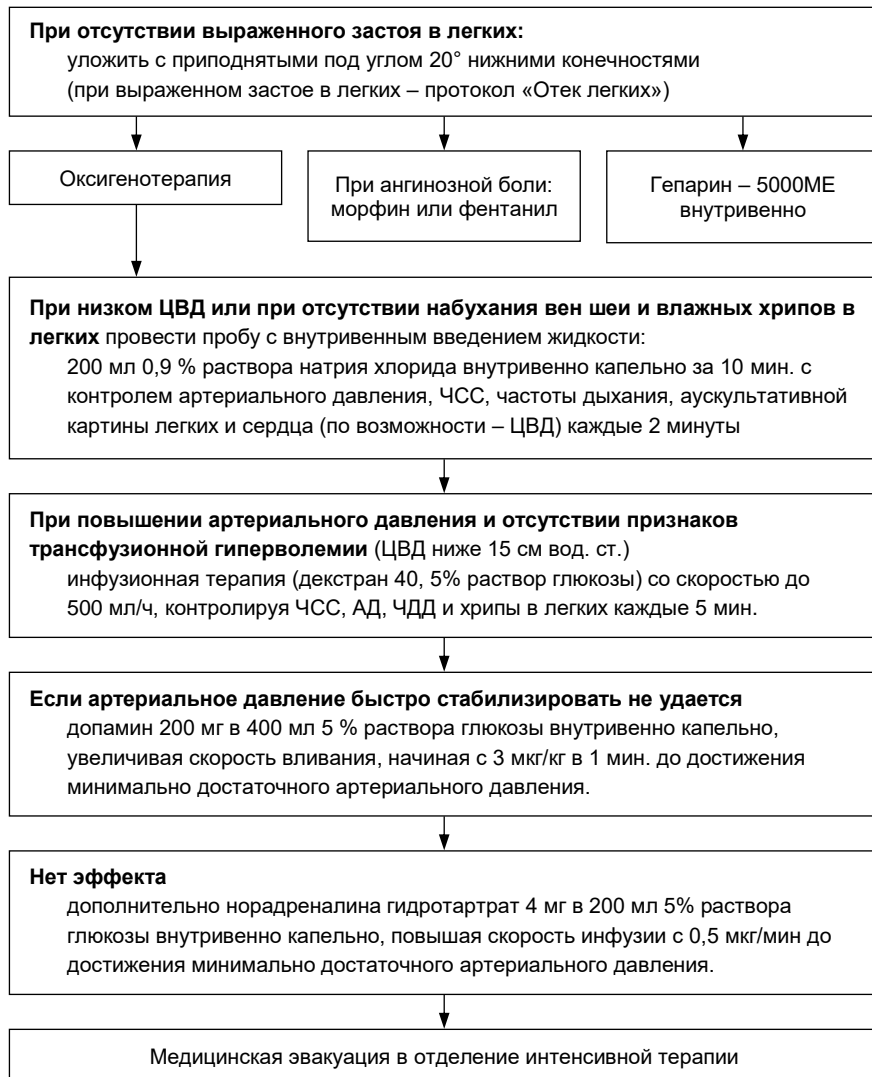 При отсутствии выраженного застоя в легких:
уложить с приподнятыми под углом 20° нижними конечностями
(при выраженном застое в легких – протокол «Отек легких»)
Оксигенотерапия
При ангинозной боли:
морфин или фентанил
Гепарин – 5000МЕ
внутривенно
При низком ЦВД или при отсутствии набухания вен шеи и влажных хрипов в
легких провести пробу с внутривенным введением жидкости:
200 мл 0,9 % раствора натрия хлорида внутривенно капельно за 10 мин. с
контролем артериального давления, ЧСС, частоты дыхания, аускультативной
картины легких и сердца (по возможности – ЦВД) каждые 2 минуты
При повышении артериального давления и отсутствии признаков
трансфузионной гиперволемии (ЦВД ниже 15 см вод. ст.)
инфузионная терапия (декстран 40, 5% раствор глюкозы) со скоростью до
500 мл/ч, контролируя ЧСС, АД, ЧДД и хрипы в легких каждые 5 мин.
Если артериальное давление быстро стабилизировать не удается
допамин 200 мг в 400 мл 5 % раствора глюкозы внутривенно капельно,
увеличивая скорость вливания, начиная с 3 мкг/кг в 1 мин. до достижения
минимально достаточного артериального давления.
Нет эффекта
дополнительно норадреналина гидротартрат 4 мг в 200 мл 5% раствора
глюкозы внутривенно капельно, повышая скорость инфузии с 0,5 мкг/мин до
достижения минимально достаточного артериального давления.
Медицинская эвакуация в отделение интенсивной терапии